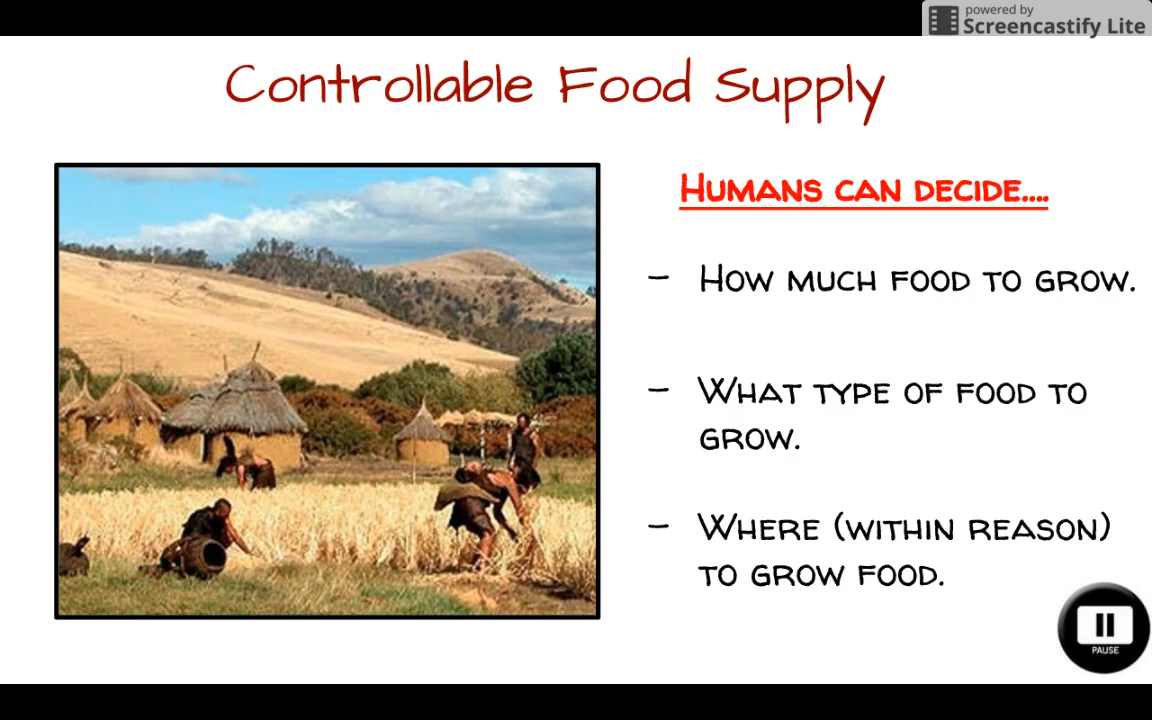 powered by
Screencastify Lite
Controllable Food Supply
HUMANS CAN DECIDE....
- HOW MUCH FOOD TO GROW.
- WHAT TYPE OF FOOD TO
GROW.
- WHERE (WITHIN REASON)
TO GROW FOOD.
PAUSE